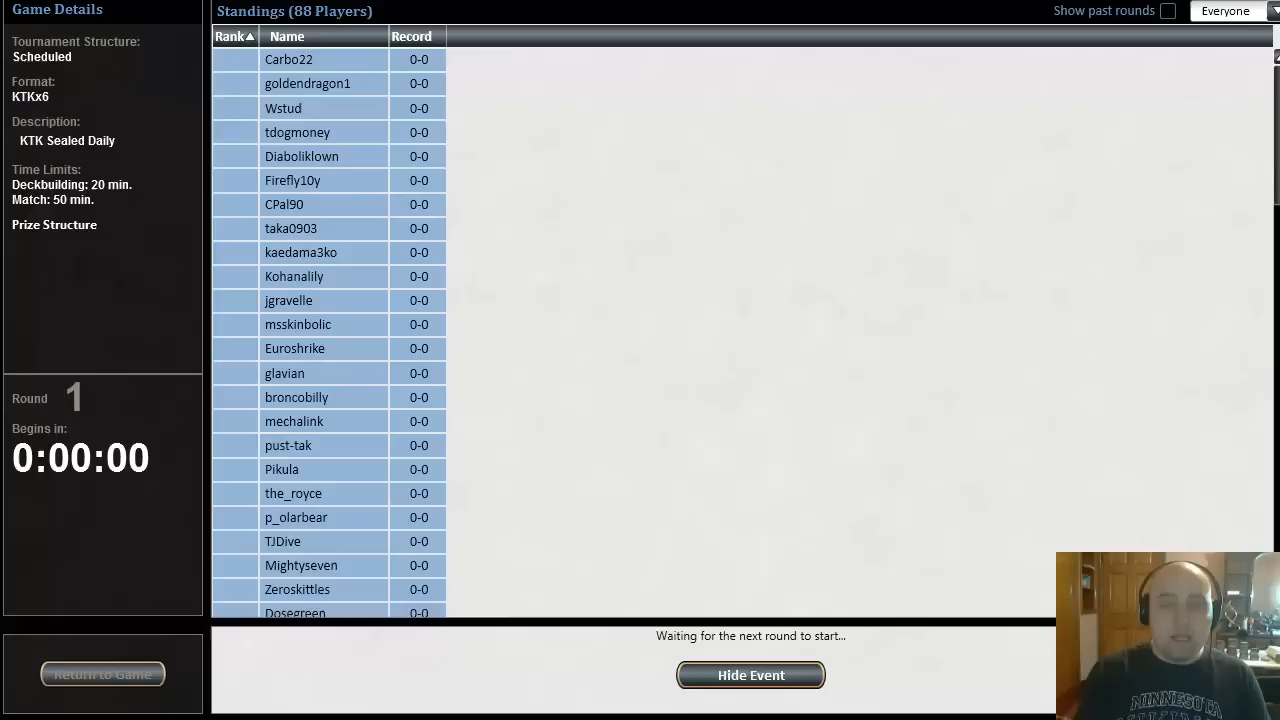 Game Details
Tournament Structure:
Scheduled
Format:
KTKx6
Description:
KTK Sealed Daily
Time Limits:
Deckbuilding: 20 min.
Match: 50 min.
Prize Structure
Round 1
Begins in:
0:00:00
Return to Game
Standings (88 Players)
Show past rounds
Everyone
Rank Name Record
Carbo22 0-0
goldendragon1 0-0
Wstud 0-0
tdogmoney 0-0
Diaboliklown 0-0
Firefly10y 0-0
CPal90 0-0
taka0903 0-0
kaedama3ko 0-0
Kohanalily 0-0
jgravelle 0-0
msskinbolic 0-0
Euroshrike 0-0
glavian 0-0
broncobilly 0-0
mechalink 0-0
pust-tak 0-0
Pikula 0-0
the_royce 0-0
p_olarbear 0-0
TJDive 0-0
Mightyseven 0-0
Zeroskittles 0-0
Dosegreen 0-0
Waiting for the next round to start...
Hide Event
MINNESOTA